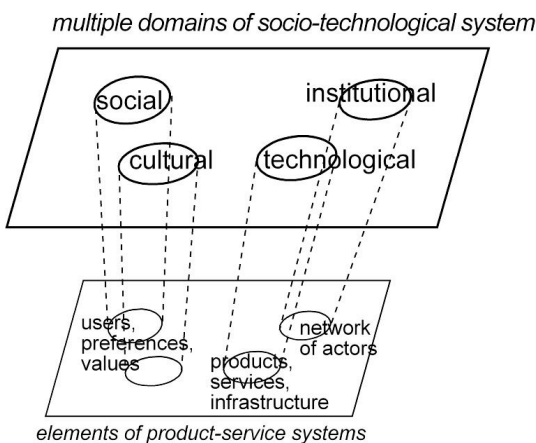 multiple domains of socio-technological system
social
institutional
cultural
technological
users,
preferences,
values
network
of actors
products,
services,
infrastructure
elements of product-service systems